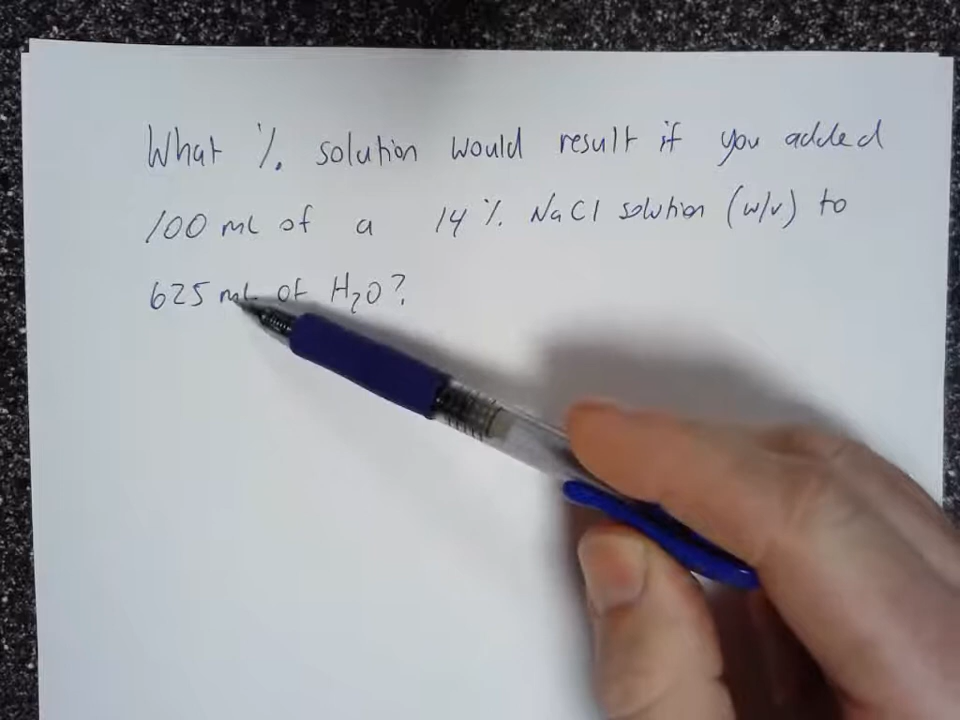 What % solution would result if you added
100 mL of a 14% NaCl solution (w/v) to
625 mL of H₂O?